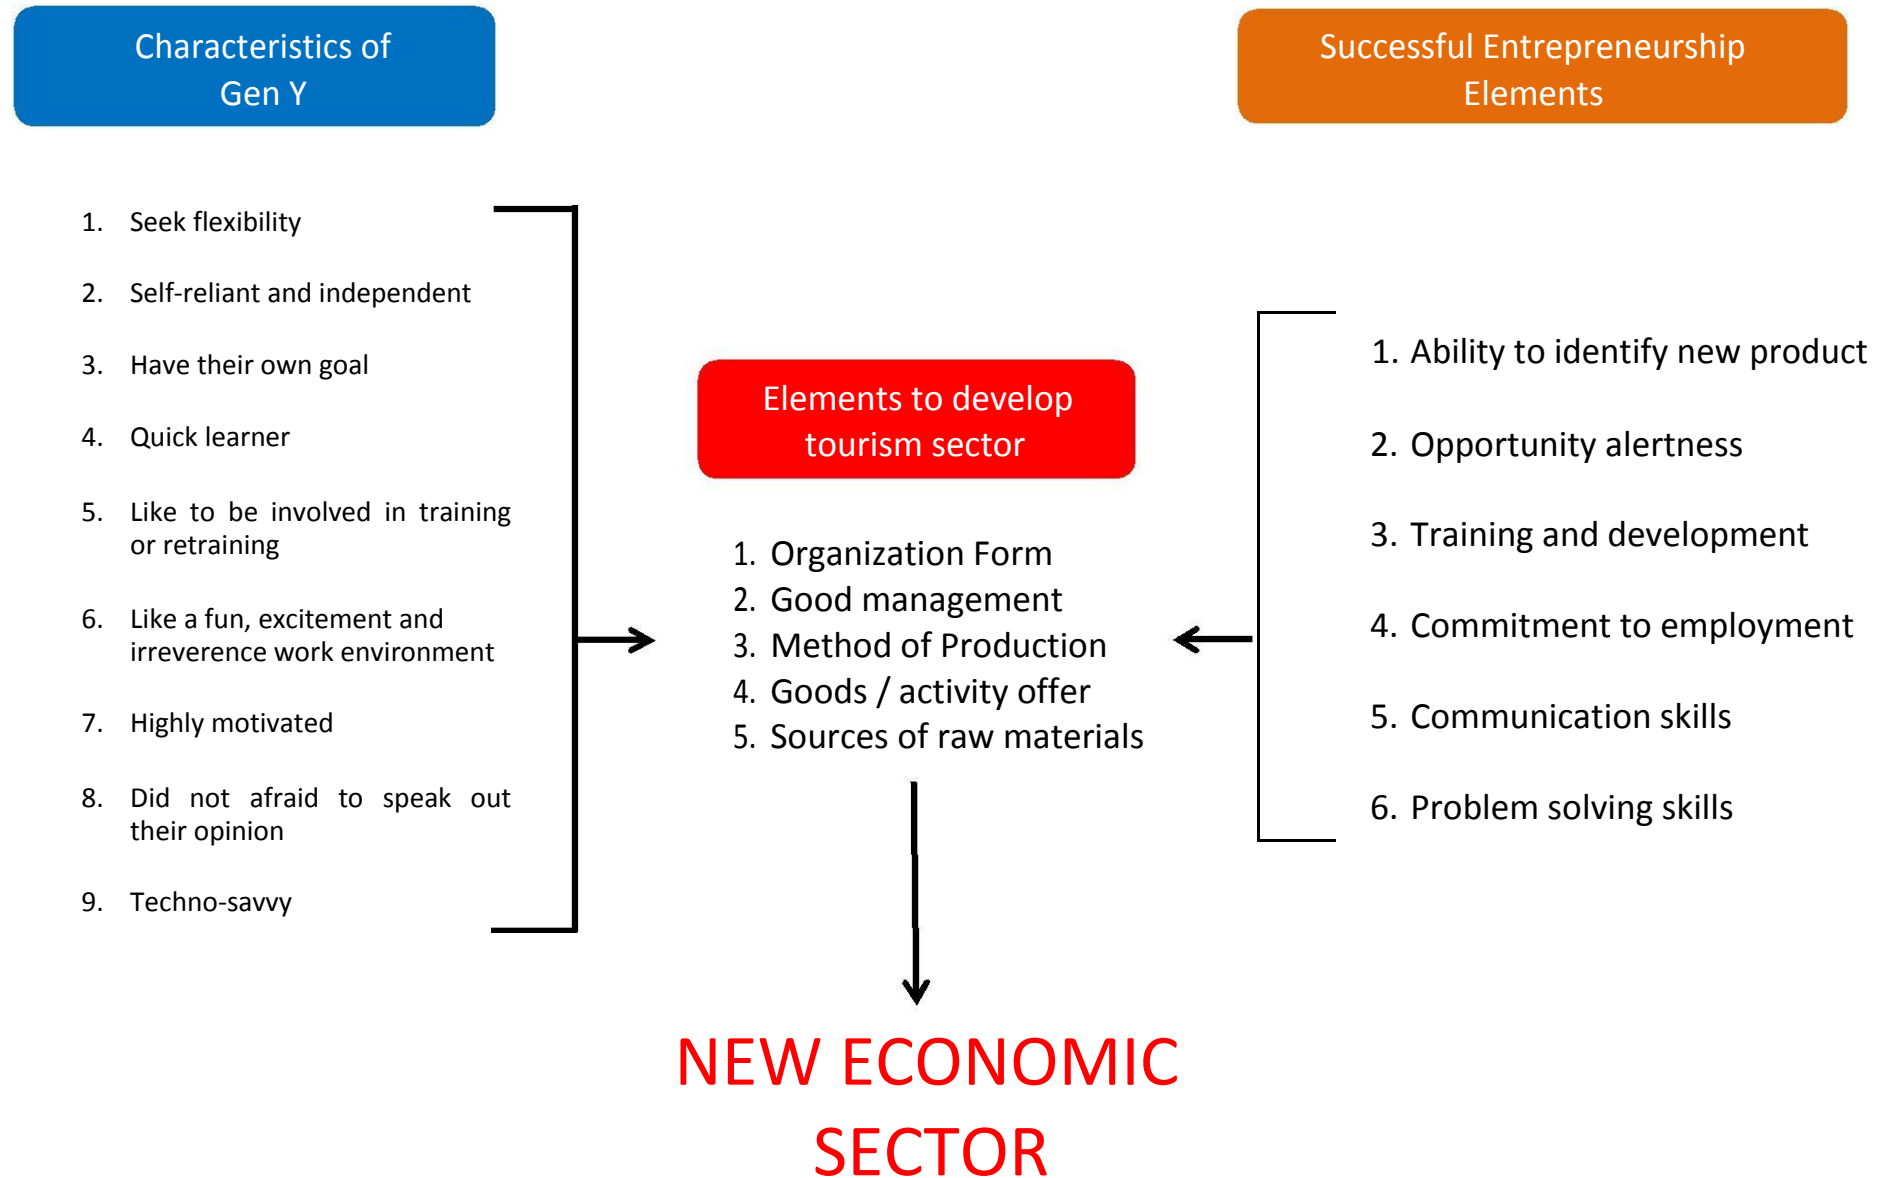 Characteristics of
Gen Y
1. Seek flexibility
2. Self-reliant and independent
3. Have their own goal
4. Quick learner
5. Like to be involved in training
or retraining
6. Like a fun, excitement and
irreverence work environment
7. Highly motivated
8. Did not afraid to speak out
their opinion
9. Techno-savvy
Elements to develop
tourism sector
1. Organization Form
2. Good management
3. Method of Production
4. Goods / activity offer
5. Sources of raw materials
Successful Entrepreneurship
Elements
1. Ability to identify new product
2. Opportunity alertness
3. Training and development
4. Commitment to employment
5. Communication skills
6. Problem solving skills
NEW ECONOMIC
SECTOR